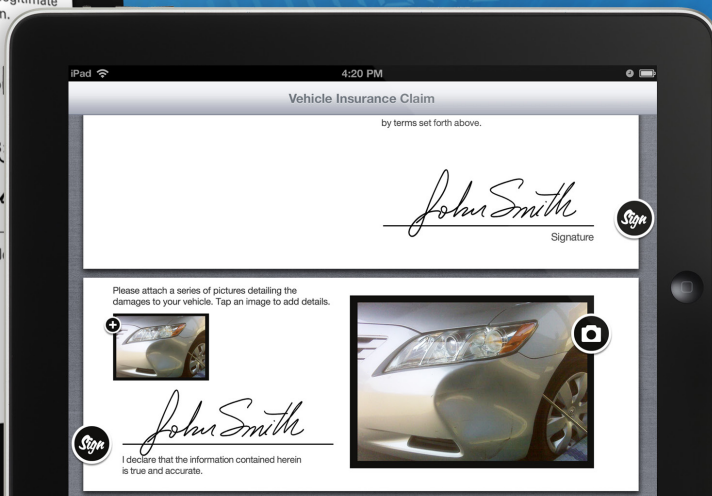 iPad
4:20 PM
Vehicle Insurance Claim
by terms set forth above.
John Smith
Sign
Signature
Please attach a series of pictures detailing the
damages to your vehicle. Tap an image to add details.
John Smith
Sign
I declare that the information contained herein
is true and accurate.